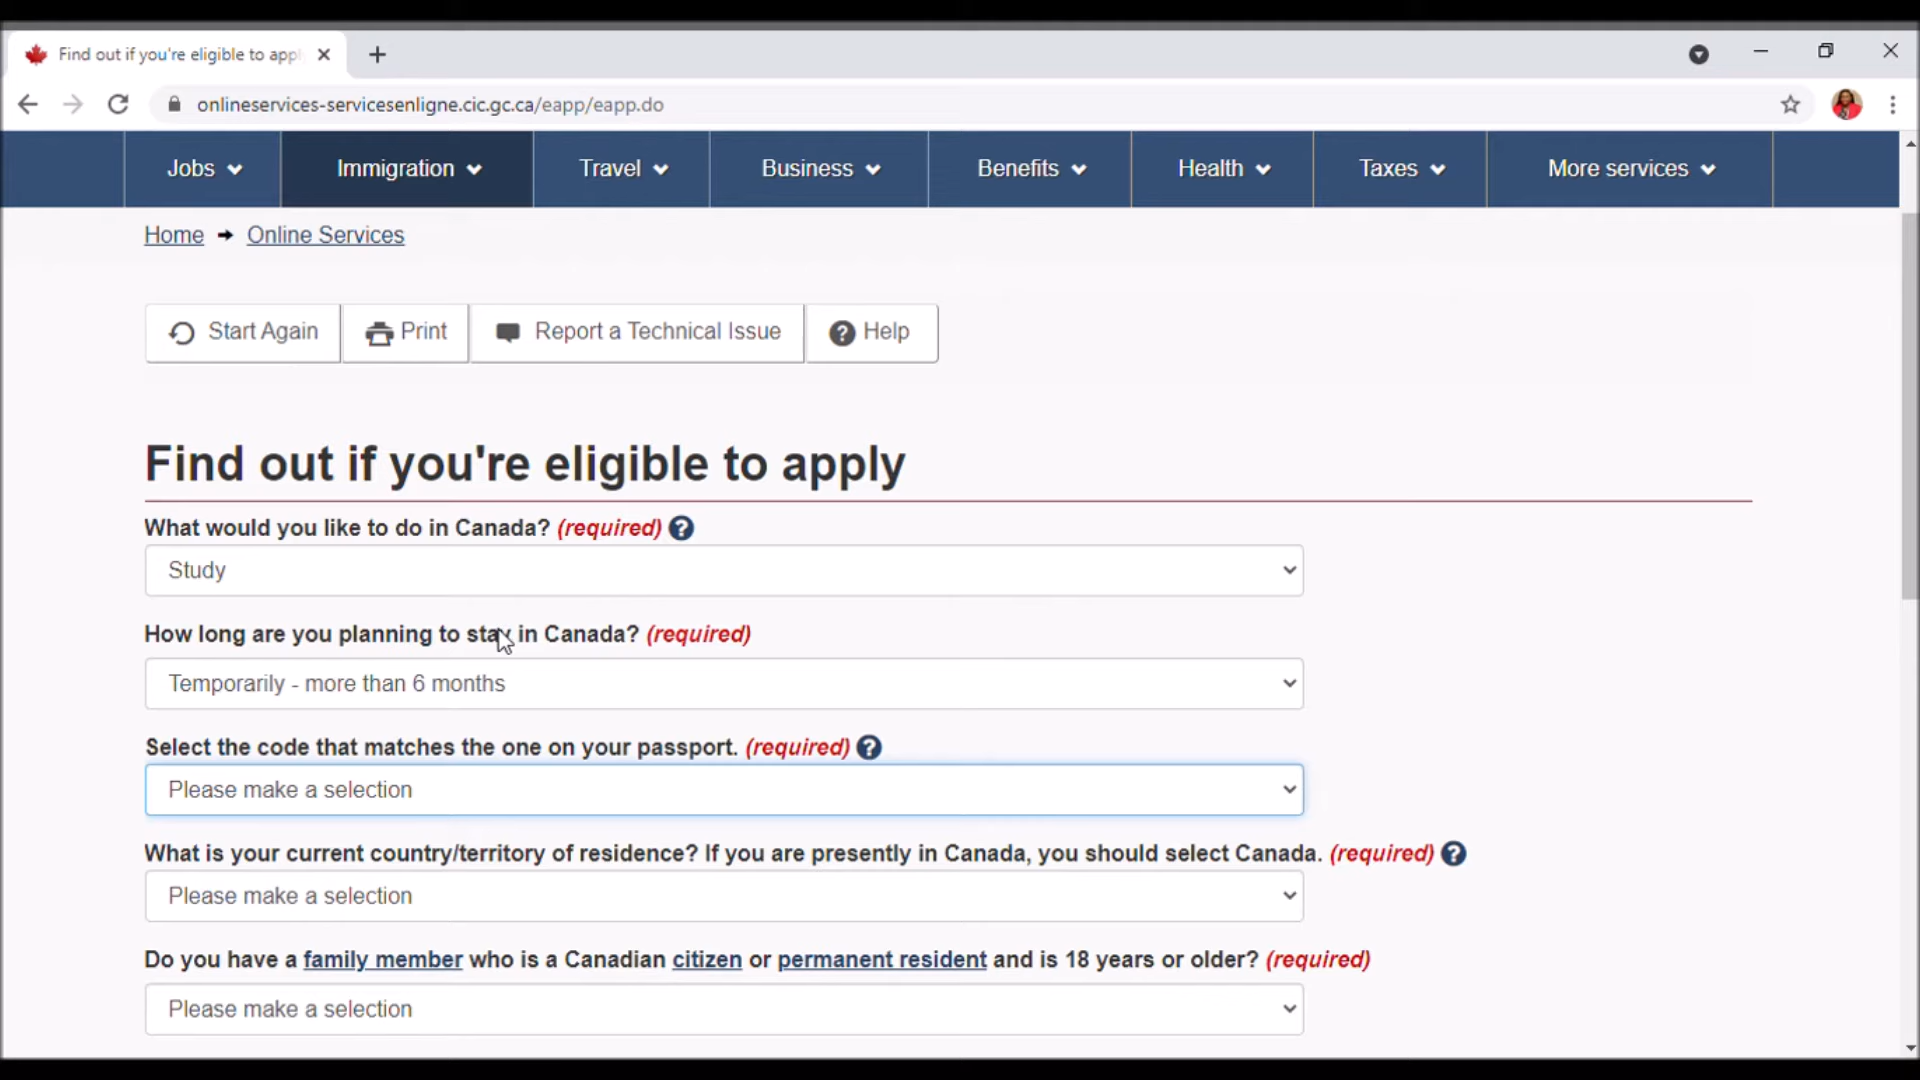 Find out if you're eligible to app
onlineservices-servicesenligne.cic.gc.ca/eapp/eapp.do
Jobs Immigration Travel Business Benefits Health Taxes More services
Home Online Services
Start Again Print Report a Technical Issue Help
Find out if you're eligible to apply
What would you like to do in Canada? (required)
Study
How long are you planning to stay in Canada? (required)
Temporarily - more than 6 months
Select the code that matches the one on your passport. (required)
Please make a selection
What is your current country/territory of residence? If you are presently in Canada, you should select Canada. (required)
Please make a selection
Do you have a family member who is a Canadian citizen or permanent resident and is 18 years or older? (required)
Please make a selection